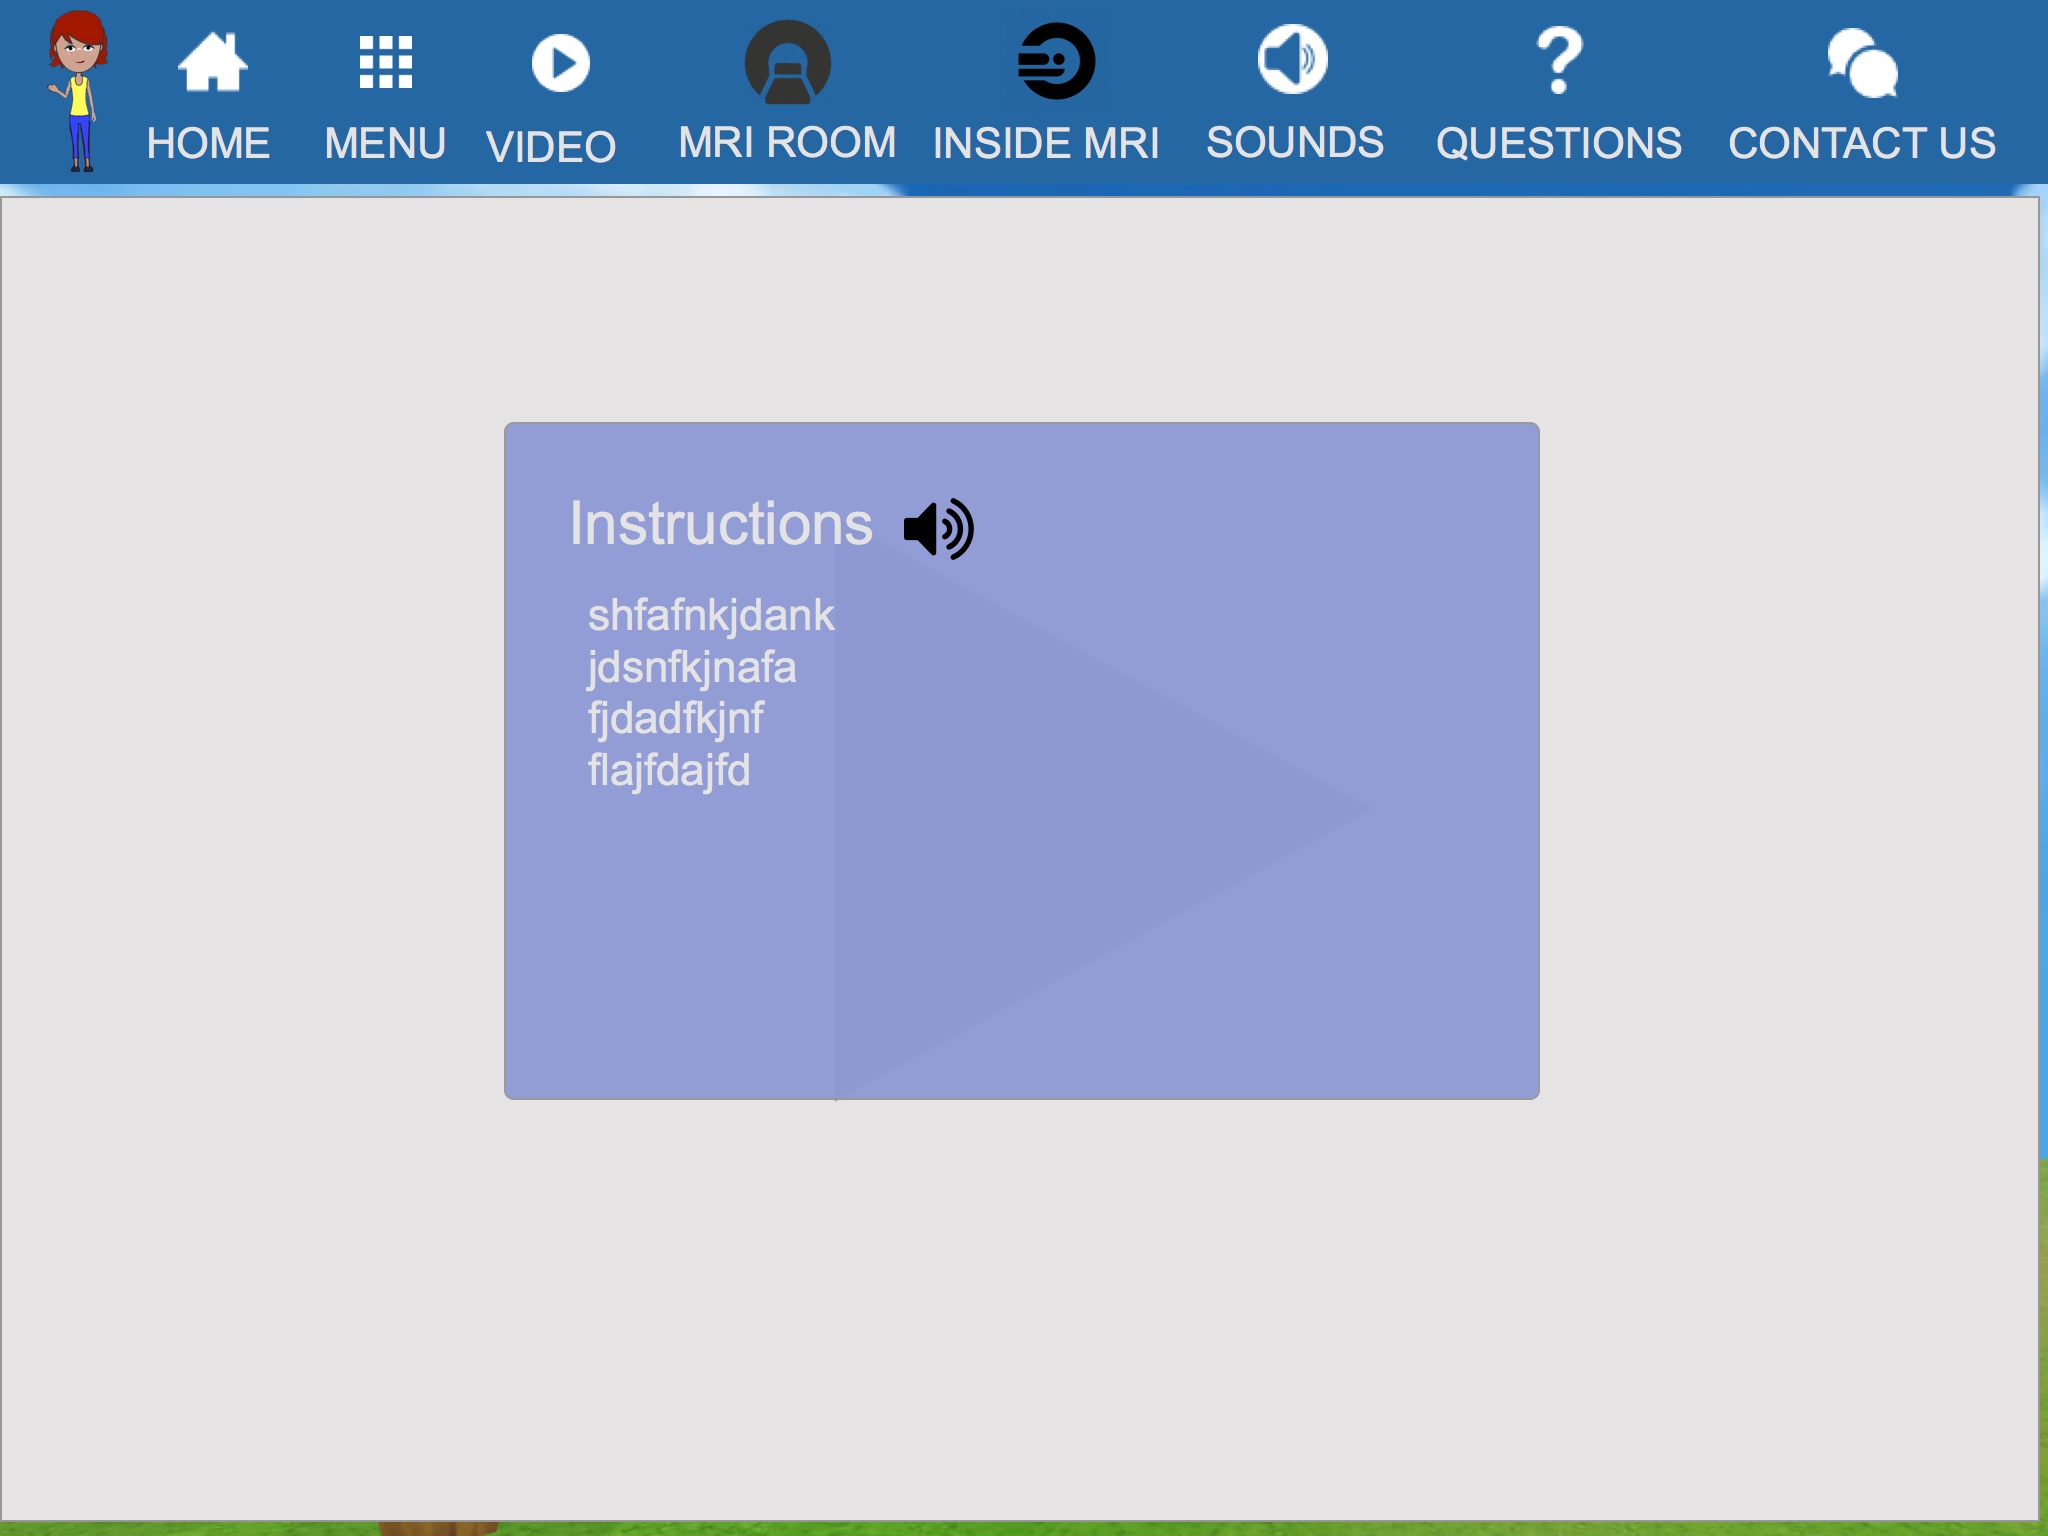 HOME MENU VIDEO MRI ROOM INSIDE MRI SOUNDS QUESTIONS CONTACT US
Instructions
shfafnkjdank
jdsnfkjnafa
fjdadfkjnf
flajfdajfd